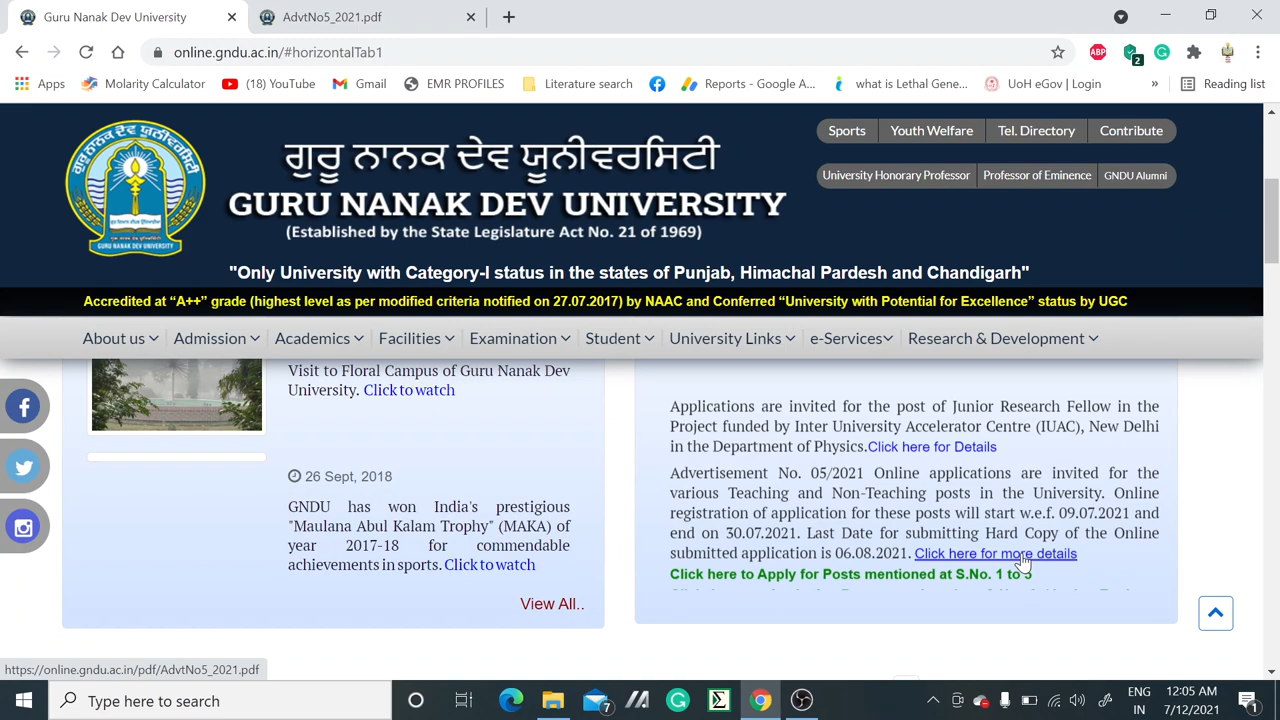 Guru Nanak Dev University
AdvtNo5_2021.pdf
online.gndu.ac.in/#horizontalTab1
ABP
2
Apps
Molarity Calculator
(18) YouTube
Gmail
EMR PROFILES
Literature search
Reports - Google A...
what is Lethal Gene...
UoH eGov | Login
»
Reading list
ਗੁਰੂ ਨਾਨਕ ਦੇਵ ਯੂਨੀਵਰਸਿਟੀ
GURU NANAK DEV UNIVERSITY
(Established by the State Legislature Act No. 21 of 1969)
GURU NANAK DEV UNIVERSITY
Sports
Youth Welfare
Tel. Directory
Contribute
University Honorary Professor
Professor of Eminence
GNDU Alumni
"Only University with Category-I status in the states of Punjab, Himachal Pardesh and Chandigarh"
Accredited at “A++” grade (highest level as per modified criteria notified on 27.07.2017) by NAAC and Conferred “University with Potential for Excellence” status by UGC
About us
Admission
Academics
Facilities
Examination
Student
University Links
e-Services
Research & Development
Visit to Floral Campus of Guru Nanak Dev
University. Click to watch
26 Sept, 2018
GNDU has won India's prestigious
"Maulana Abul Kalam Trophy" (MAKA) of
year 2017-18 for commendable
achievements in sports. Click to watch
View All..
Applications are invited for the post of Junior Research Fellow in the
Project funded by Inter University Accelerator Centre (IUAC), New Delhi
in the Department of Physics.Click here for Details
Advertisement No. 05/2021 Online applications are invited for the
various Teaching and Non-Teaching posts in the University. Online
registration of application for these posts will start w.e.f. 09.07.2021 and
end on 30.07.2021. Last Date for submitting Hard Copy of the Online
submitted application is 06.08.2021. Click here for more details
Click here to Apply for Posts mentioned at S.No. 1 to 5
https://online.gndu.ac.in/pdf/AdvtNo5_2021.pdf
Type here to search
7
ENG
IN
12:05 AM
7/12/2021
1